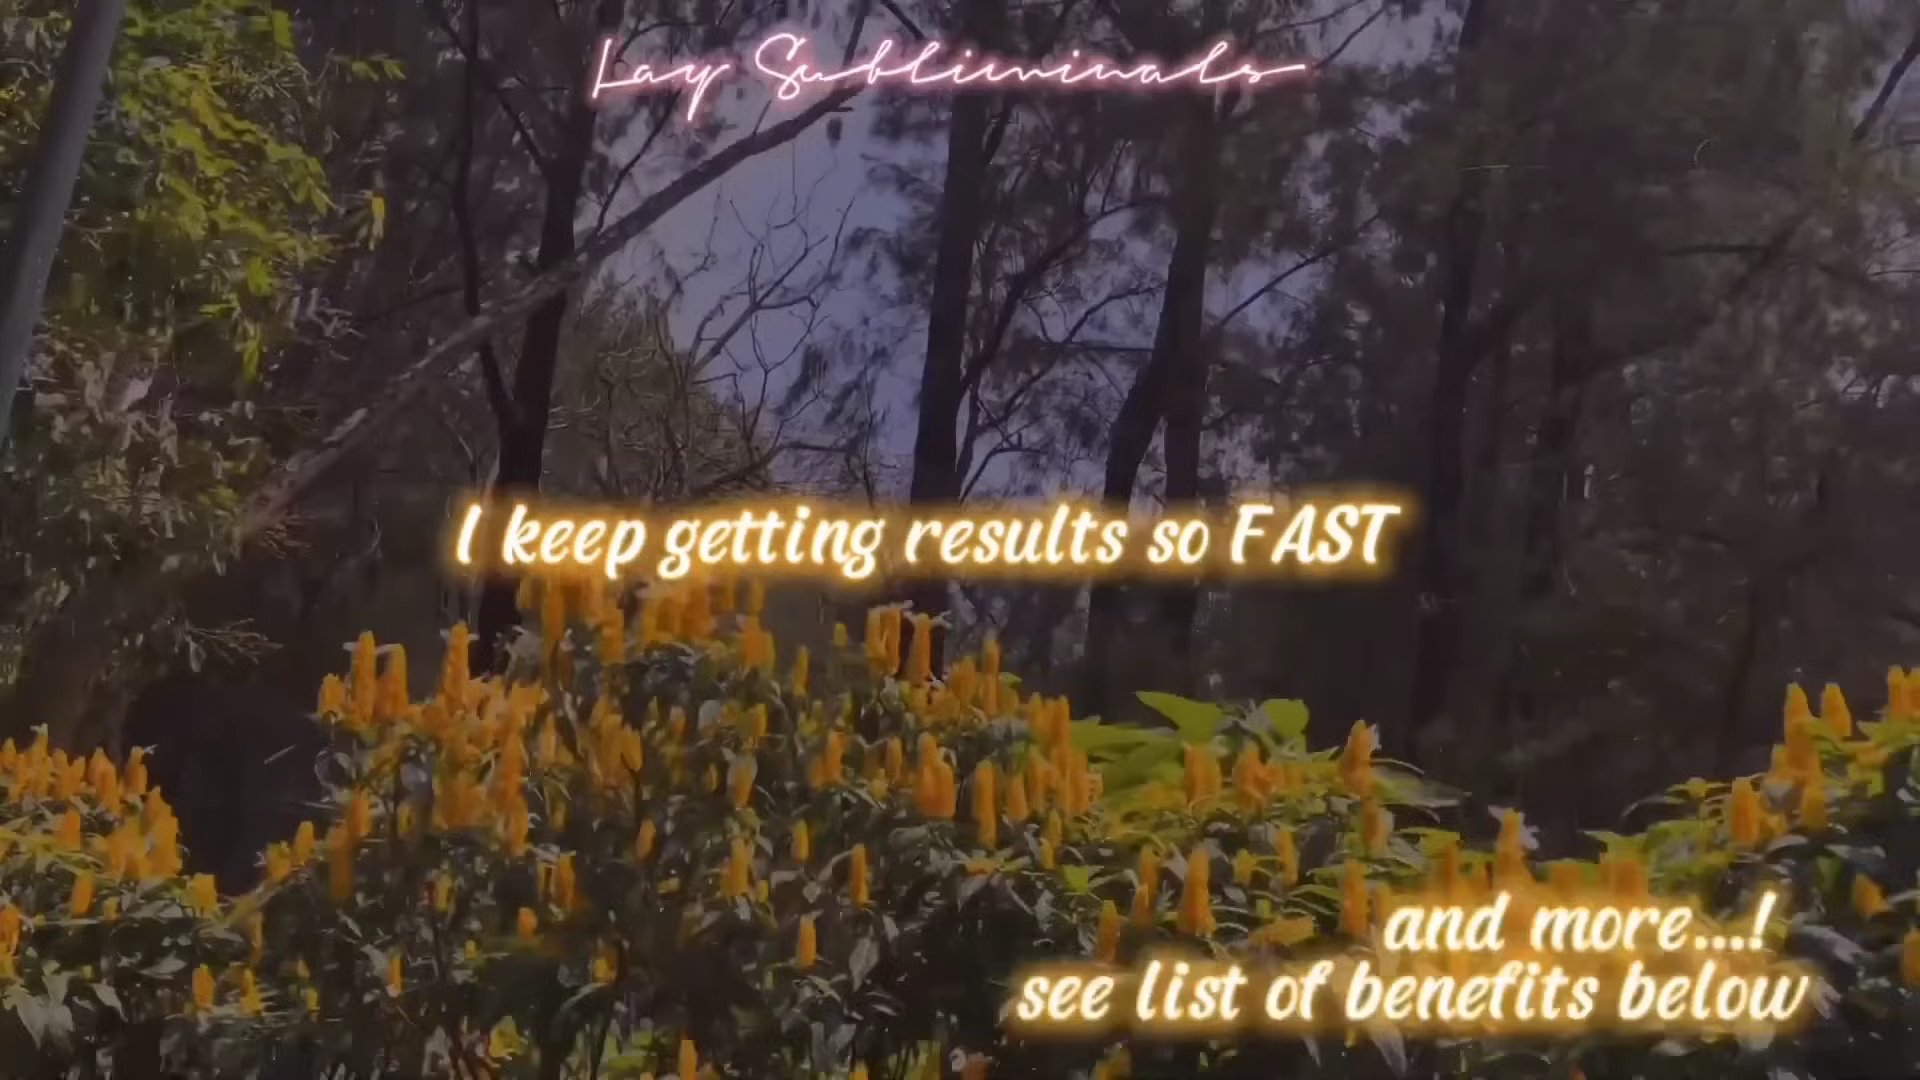 Lay Subliminals
I keep getting results so FAST
and more...!
see list of benefits below